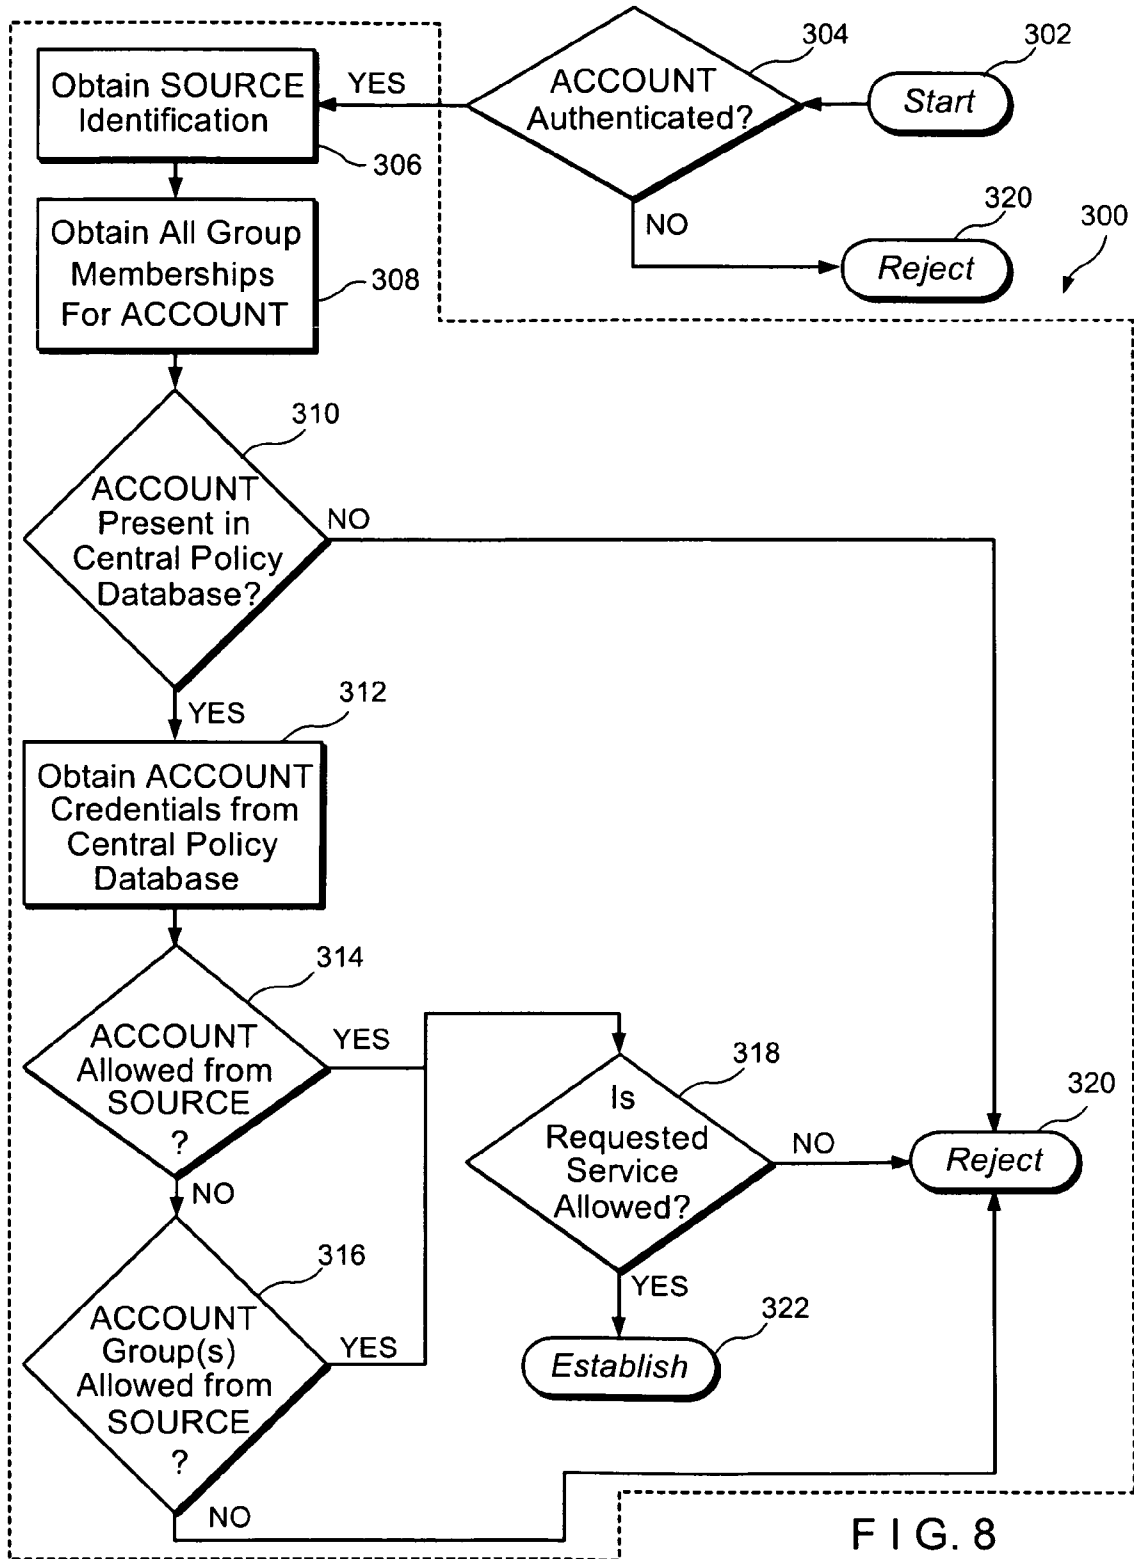 302
Start
304
ACCOUNT
Authenticated?
YES
NO
320
Reject
300
Obtain SOURCE
Identification
306
Obtain All Group
Memberships
For ACCOUNT
308
310
ACCOUNT
Present in
Central Policy
Database?
NO
YES
312
Obtain ACCOUNT
Credentials from
Central Policy
Database
314
ACCOUNT
Allowed from
SOURCE
?
YES
NO
316
ACCOUNT
Group(s)
Allowed from
SOURCE
?
YES
NO
318
Is
Requested
Service
Allowed?
NO
YES
320
Reject
322
Establish
FIG. 8